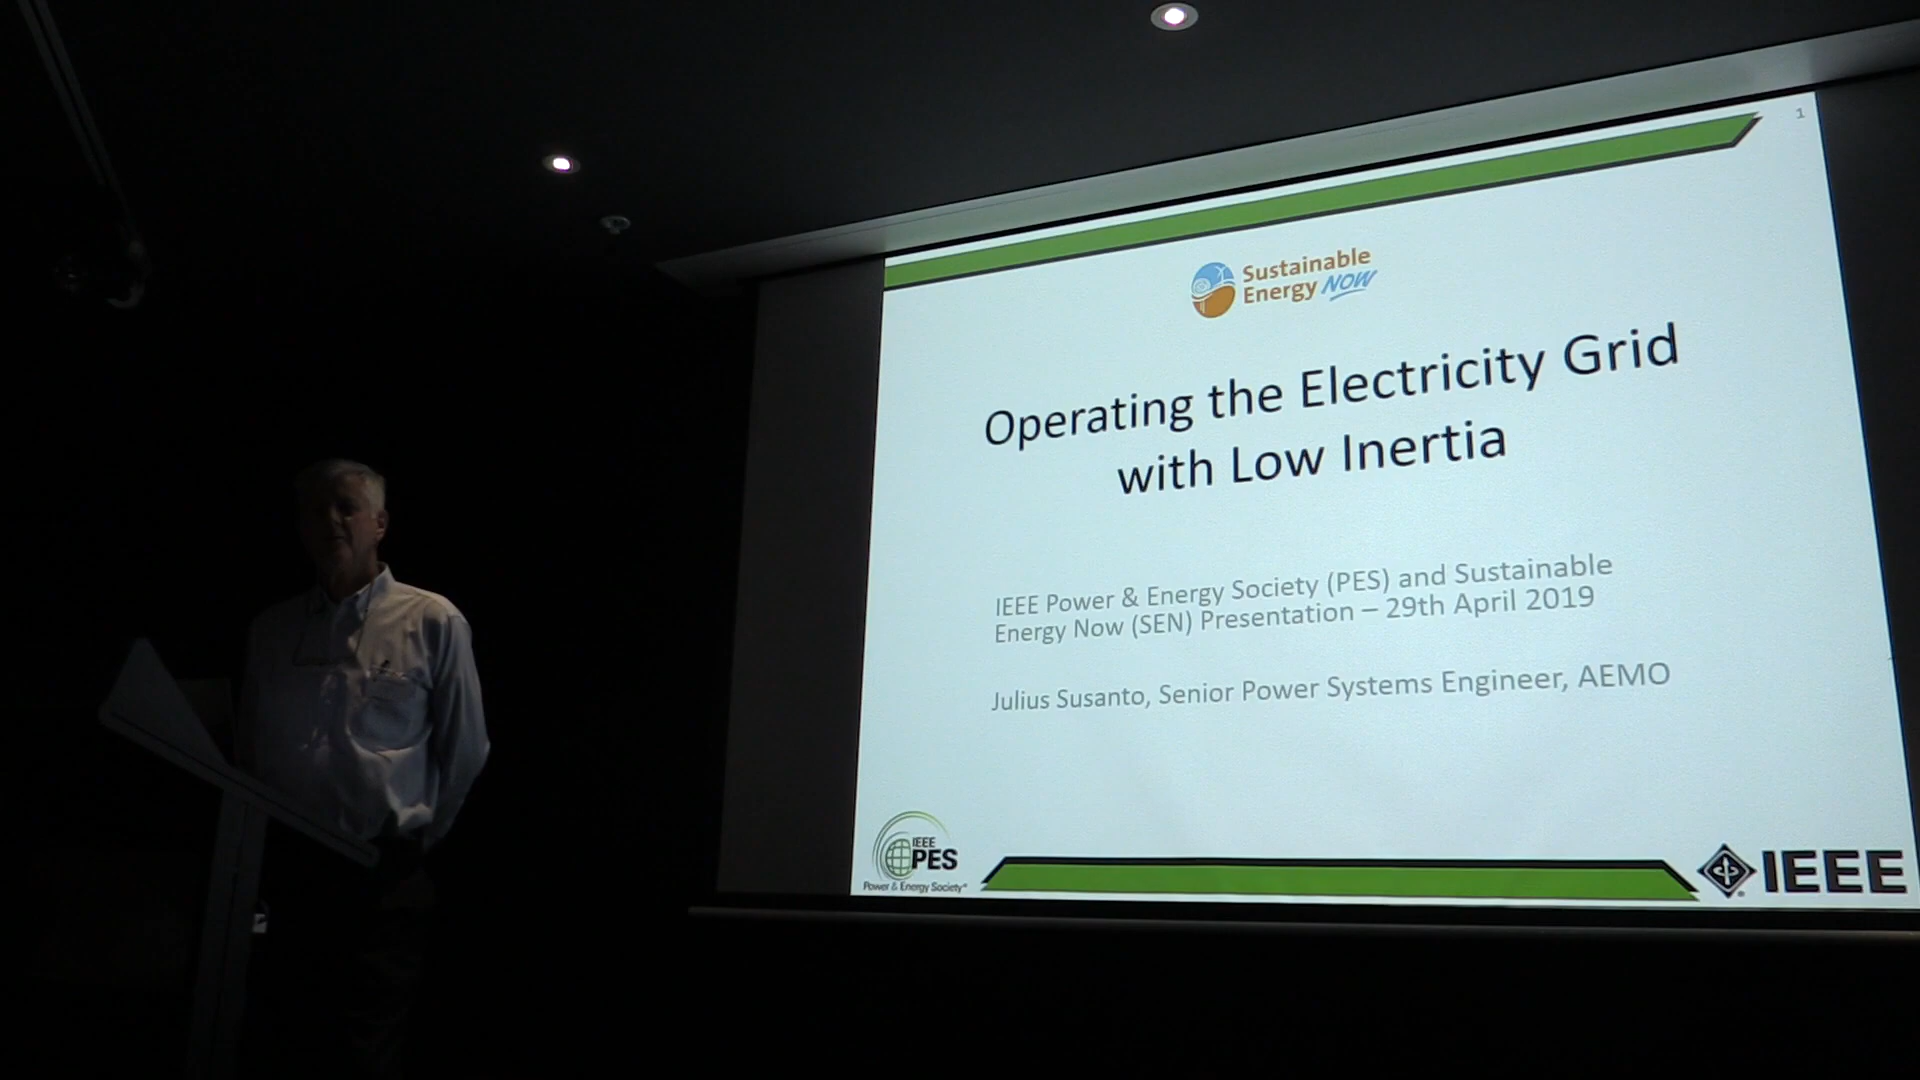 1
Sustainable
Energy NOW
Operating the Electricity Grid
with Low Inertia
IEEE Power & Energy Society (PES) and Sustainable
Energy Now (SEN) Presentation – 29th April 2019
Julius Susanto, Senior Power Systems Engineer, AEMO
IEEE
PES
Power & Energy Society®
IEEE